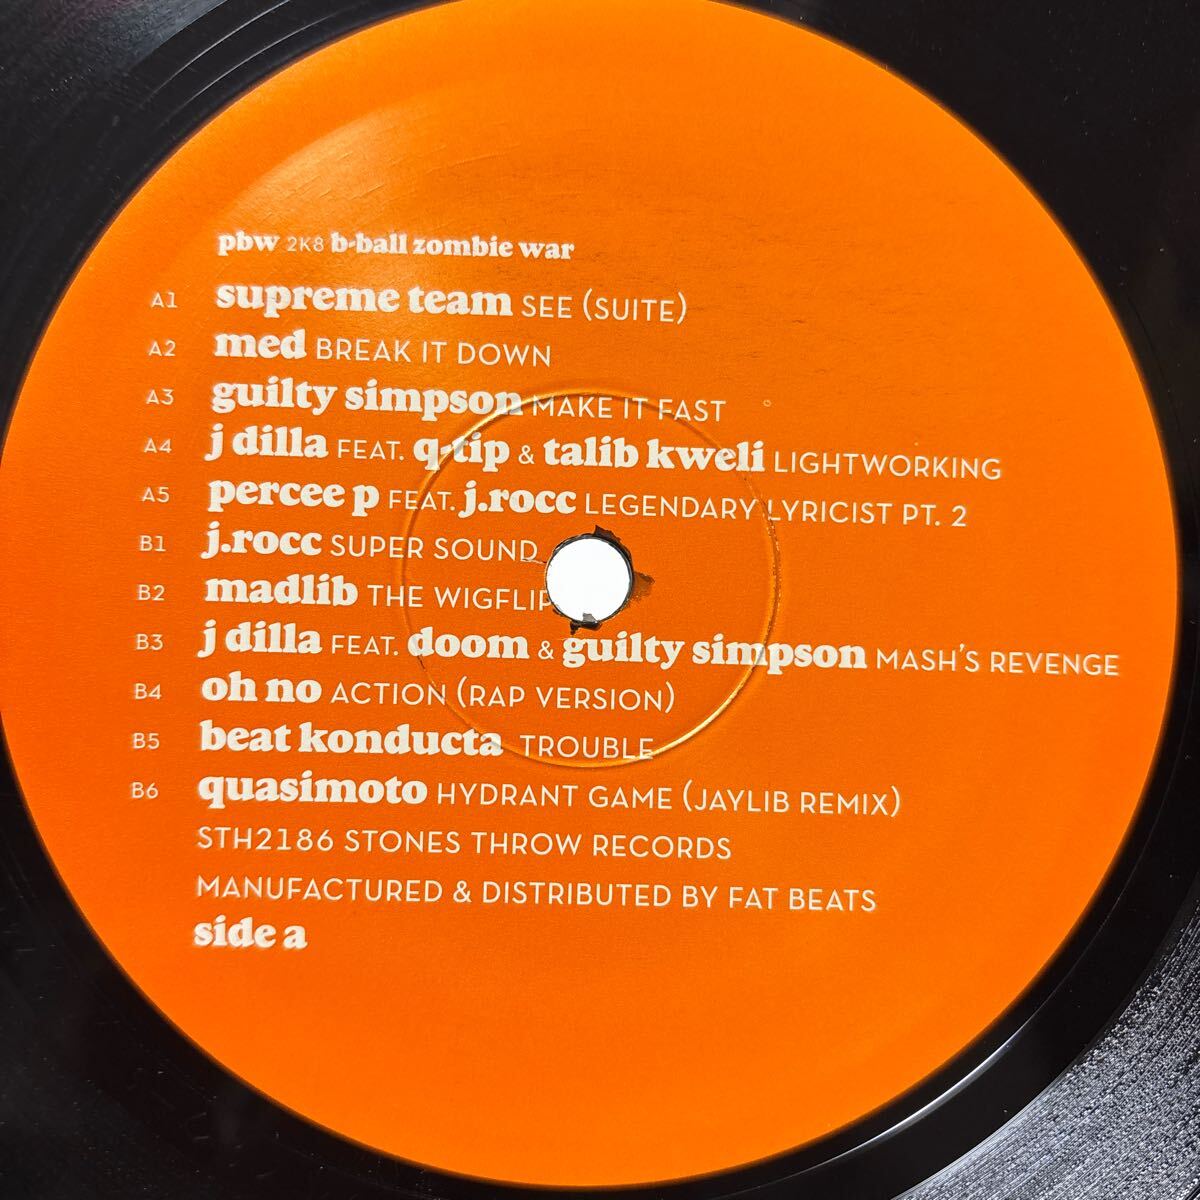 pbw 2K8 b-ball zombie war
A1 supreme team SEE (SUITE)
A2 med BREAK IT DOWN
A3 guilty simpson MAKE IT FAST
A4 j dilla FEAT. q-tip & talib kweli LIGHTWORKING
A5 percee p FEAT. j.rocc LEGENDARY LYRICIST PT. 2
B1 j.rocc SUPER SOUND
B2 madlib THE WIGFLIP
B3 j dilla FEAT. doom & guilty simpson MASH'S REVENGE
B4 oh no ACTION (RAP VERSION)
B5 beat konducta TROUBLE
B6 quasimoto HYDRANT GAME (JAYLIB REMIX)
STH2186 STONES THROW RECORDS
MANUFACTURED & DISTRIBUTED BY FAT BEATS
side a